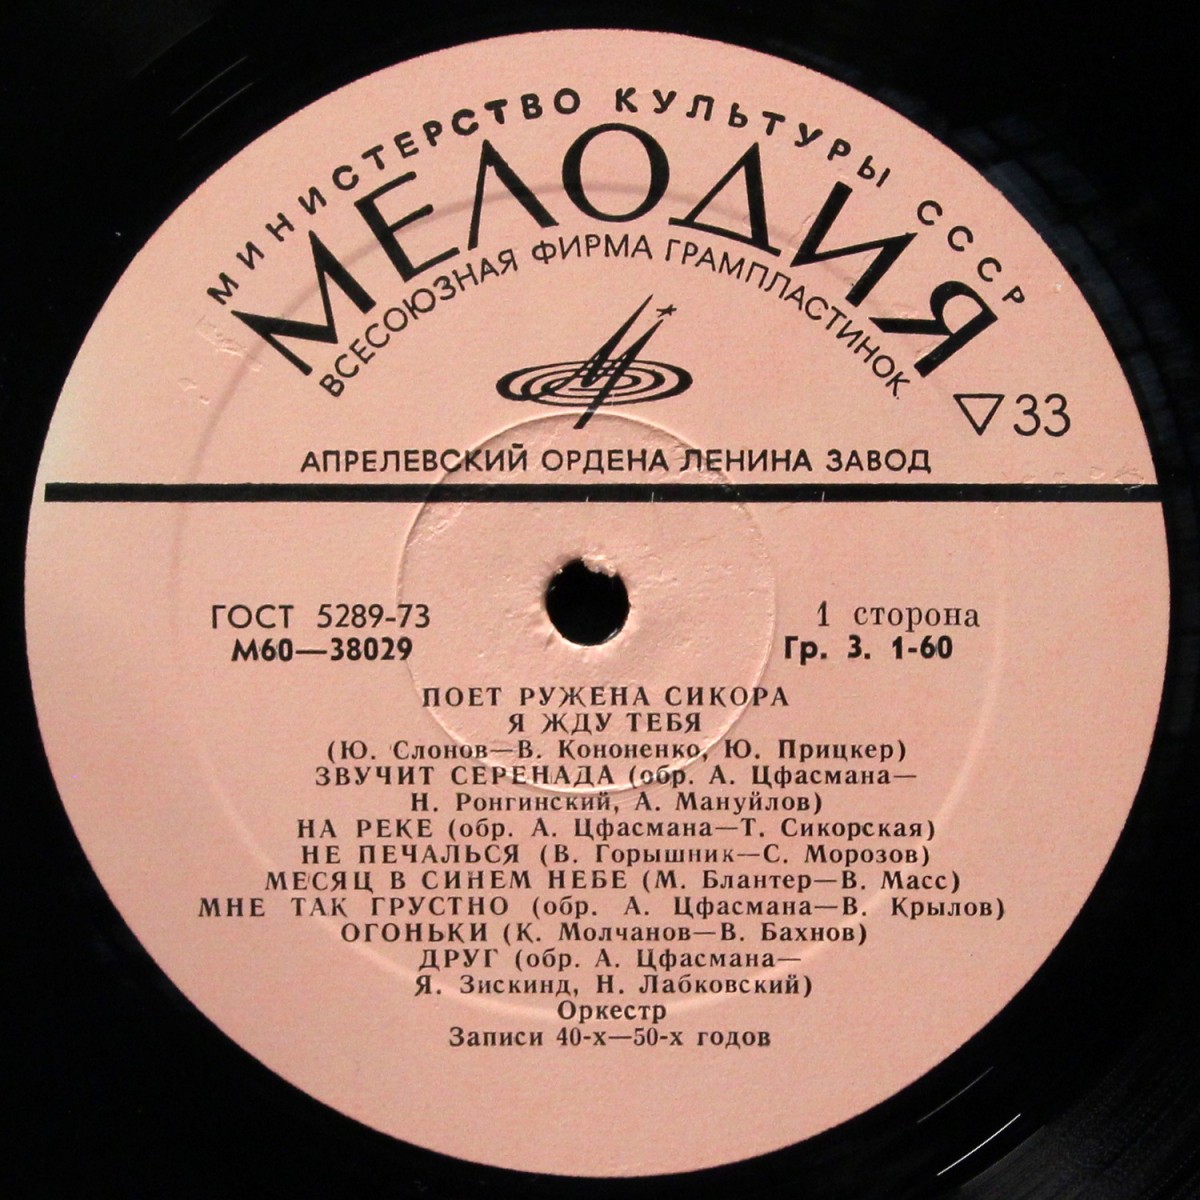 МИНИСТЕРСТВО КУЛЬТУРЫ СССР
МЕЛОДИЯ
ВСЕСОЮЗНАЯ ФИРМА ГРАМПЛАСТИНОК
▽33
АПРЕЛЕВСКИЙ ОРДЕНА ЛЕНИНА ЗАВОД
ГОСТ 5289-73
1 сторона
М60—38029
Гр. 3. 1-60
ПОЕТ РУЖЕНА СИКОРА
Я ЖДУ ТЕБЯ
(Ю. Слонов—В. Кононенко, Ю. Прицкер)
ЗВУЧИТ СЕРЕНАДА (обр. А. Цфасмана—
Н. Ронгинский, А. Мануйлов)
НА РЕКЕ (обр. А. Цфасмана—Т. Сикорская)
НЕ ПЕЧАЛЬСЯ (В. Горышник—С. Морозов)
МЕСЯЦ В СИНЕМ НЕБЕ (М. Блантер—В. Масс)
МНЕ ТАК ГРУСТНО (обр. А. Цфасмана—В. Крылов)
ОГОНЬКИ (К. Молчанов—В. Бахнов)
ДРУГ (обр. А. Цфасмана—
Я. Зискинд, Н. Лабковский)
Оркестр
Записи 40-х—50-х годов